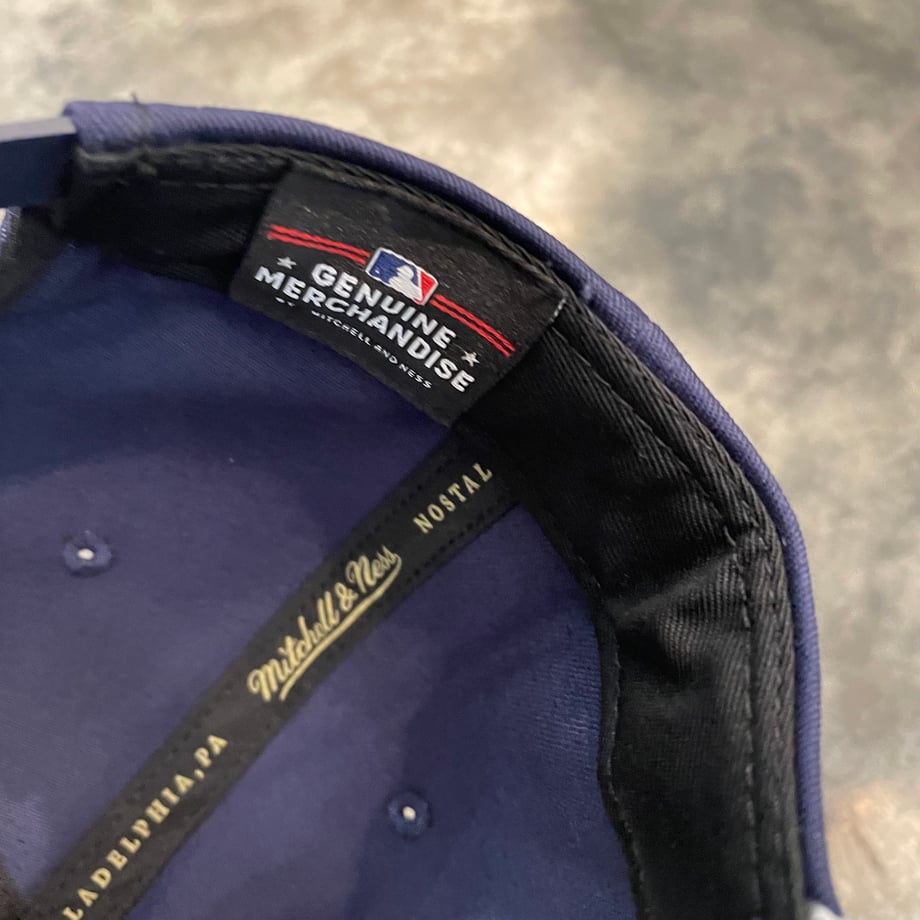 GENUINE
MERCHANDISE
BY MITCHELL AND NESS
NOSTAL
Mitchell & Ness
LADELPHIA, PA